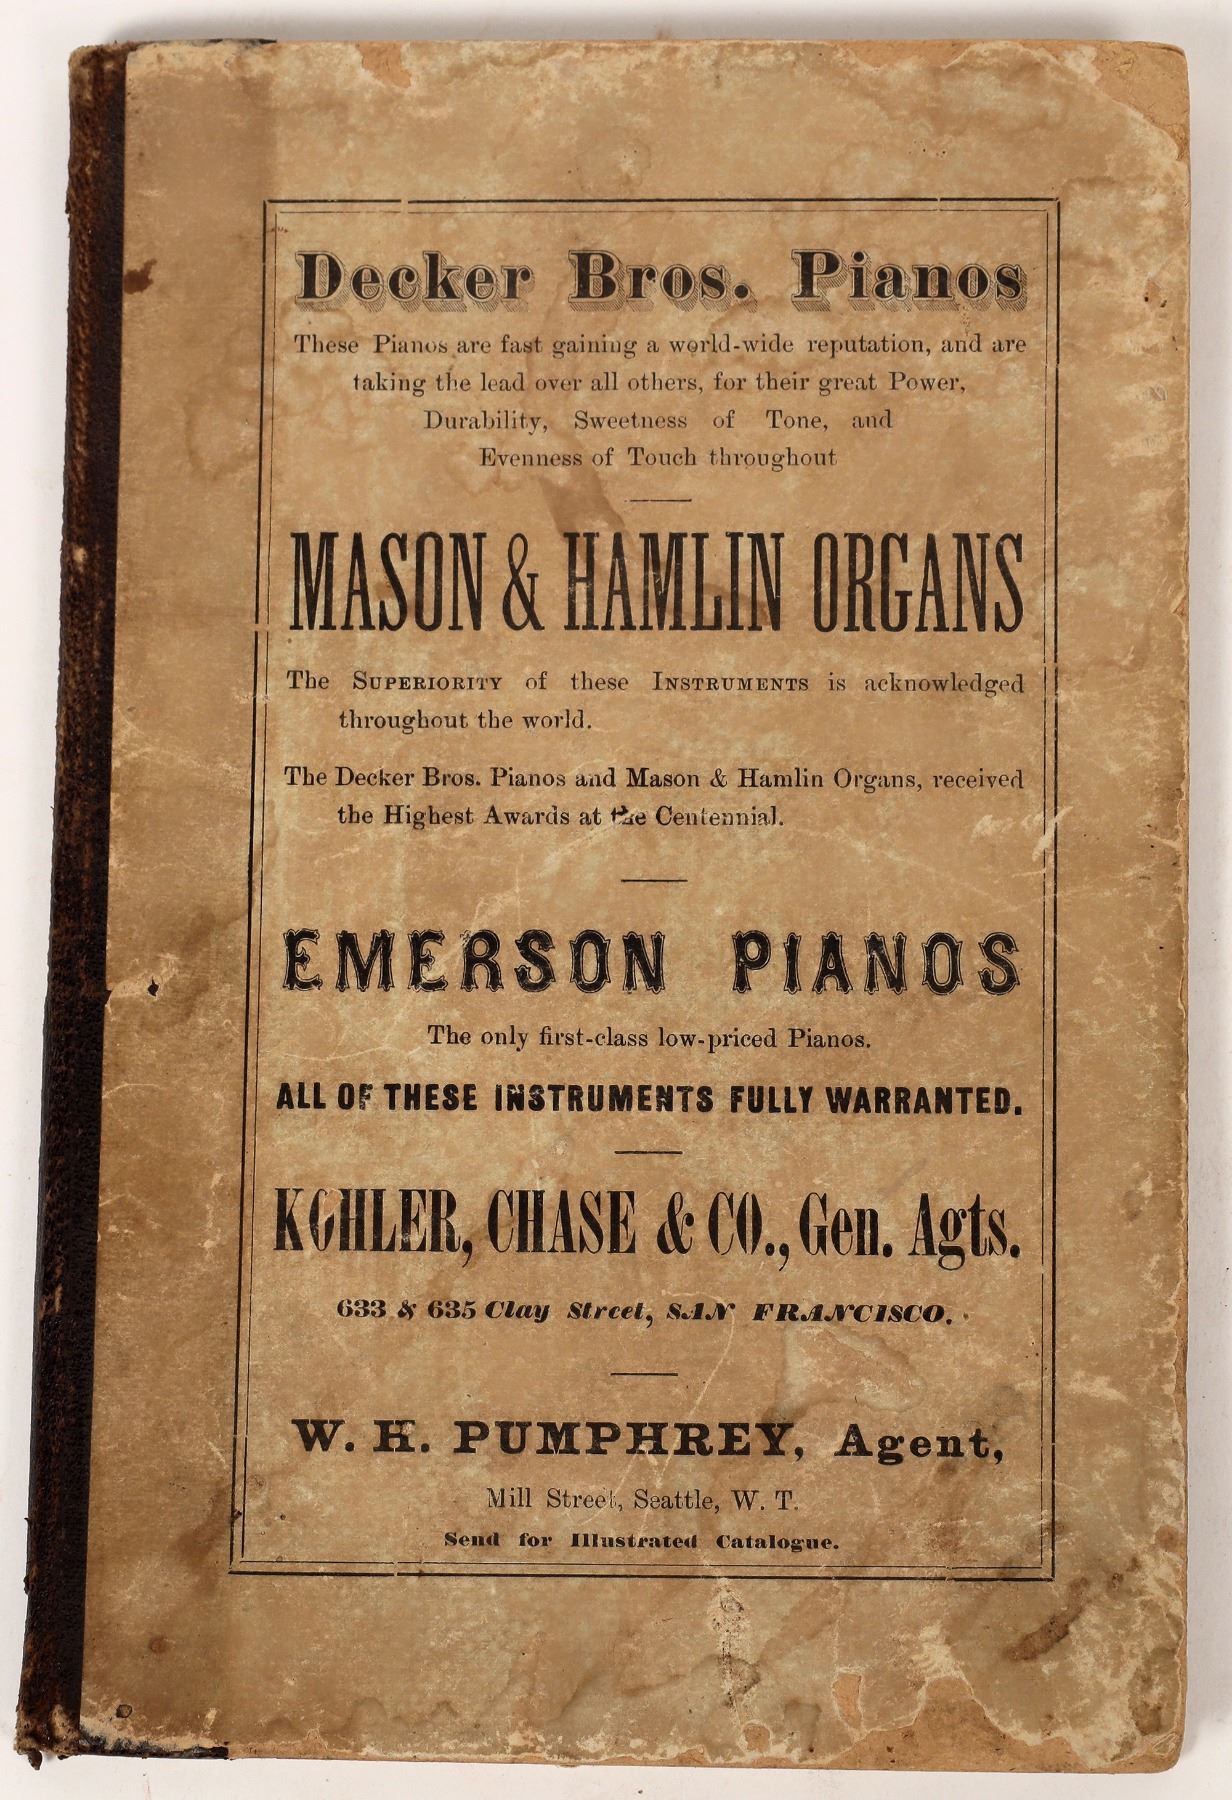 Decker Bros. Pianos
These Pianos are fast gaining a world-wide reputation, and are
taking the lead over all others, for their great Power,
Durability, Sweetness of Tone, and
Evenness of Touch throughout
MASON & HAMLIN ORGANS
The SUPERIORITY of these INSTRUMENTS is acknowledged
throughout the world.
The Decker Bros. Pianos and Mason & Hamlin Organs, received
the Highest Awards at the Centennial.
EMERSON PIANOS
The only first-class low-priced Pianos.
ALL OF THESE INSTRUMENTS FULLY WARRANTED.
KOHLER, CHASE & CO., Gen. Agts.
633 & 635 Clay Street, SAN FRANCISCO.
W. H. PUMPHREY, Agent,
Mill Street, Seattle, W. T.
Send for Illustrated Catalogue.